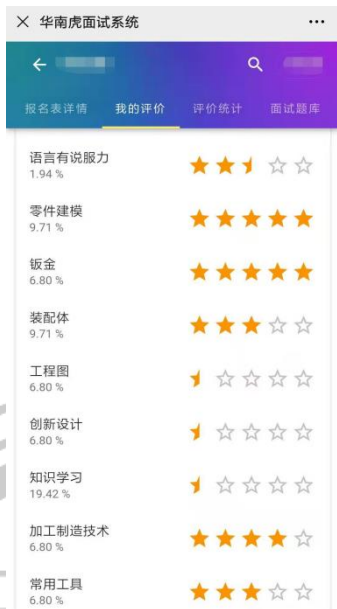 华南虎面试系统
报名表详情 我的评价 评价统计 面试题库
语言有说服力
1.94 %
零件建模
9.71 %
钣金
6.80 %
装配体
9.71 %
工程图
6.80 %
创新设计
6.80 %
知识学习
19.42 %
加工制造技术
6.80 %
常用工具
6.80 %